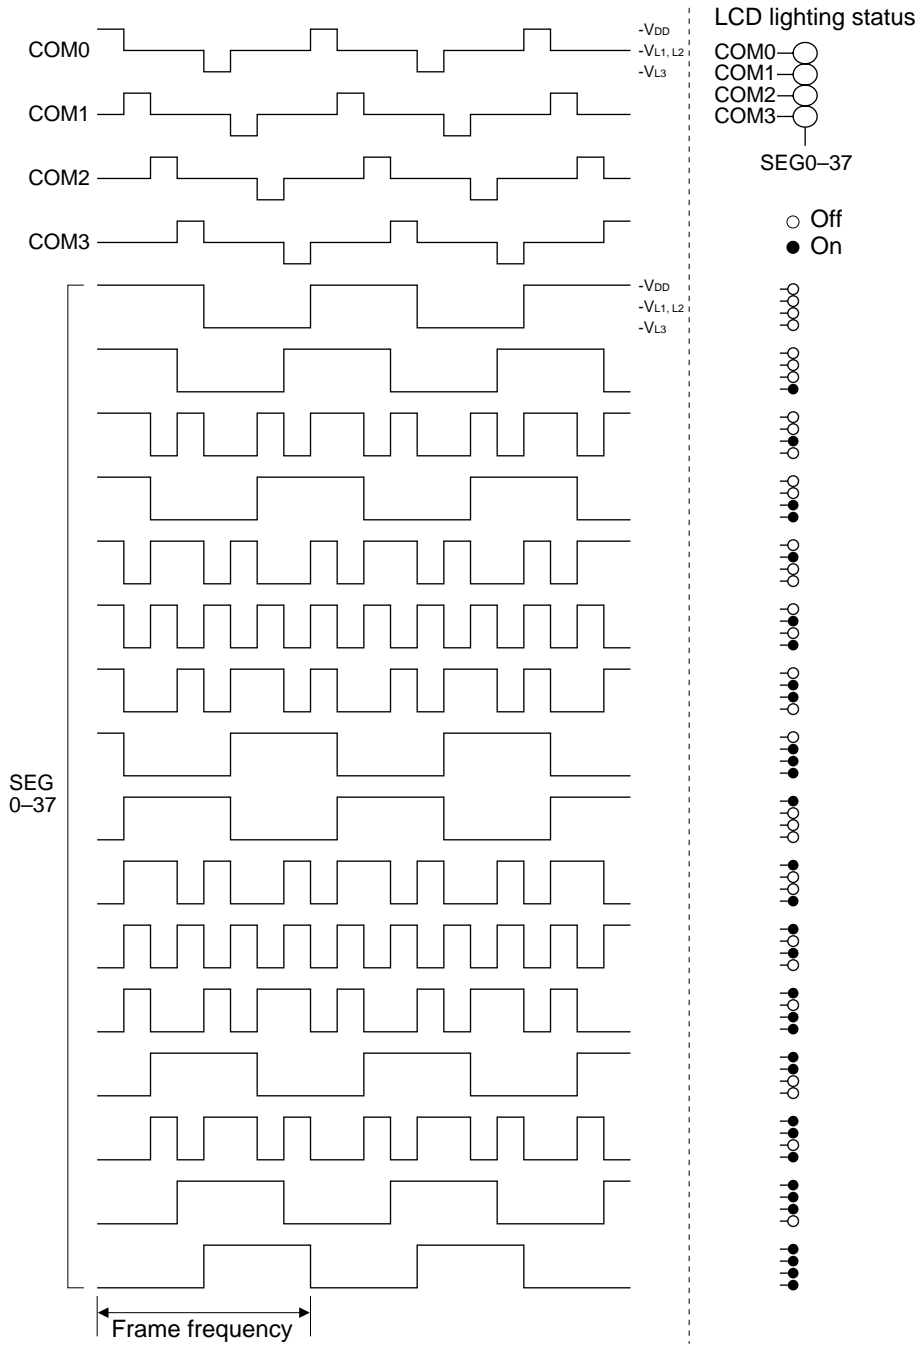 COM0
-VDD
-VL1, L2
-VL3
COM1
COM2
COM3
-VDD
-VL1, L2
-VL3
SEG
0–37
Frame frequency
LCD lighting status
COM0
COM1
COM2
COM3
SEG0–37
Off
On